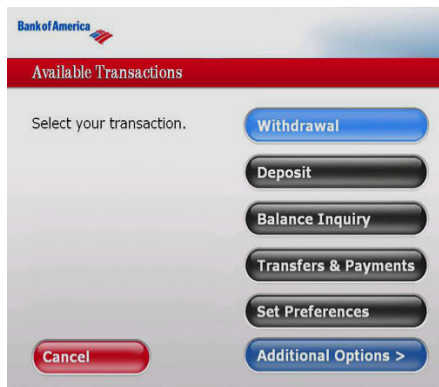 Bank of America
Available Transactions
Select your transaction.
Withdrawal
Deposit
Balance Inquiry
Transfers & Payments
Set Preferences
Cancel
Additional Options >